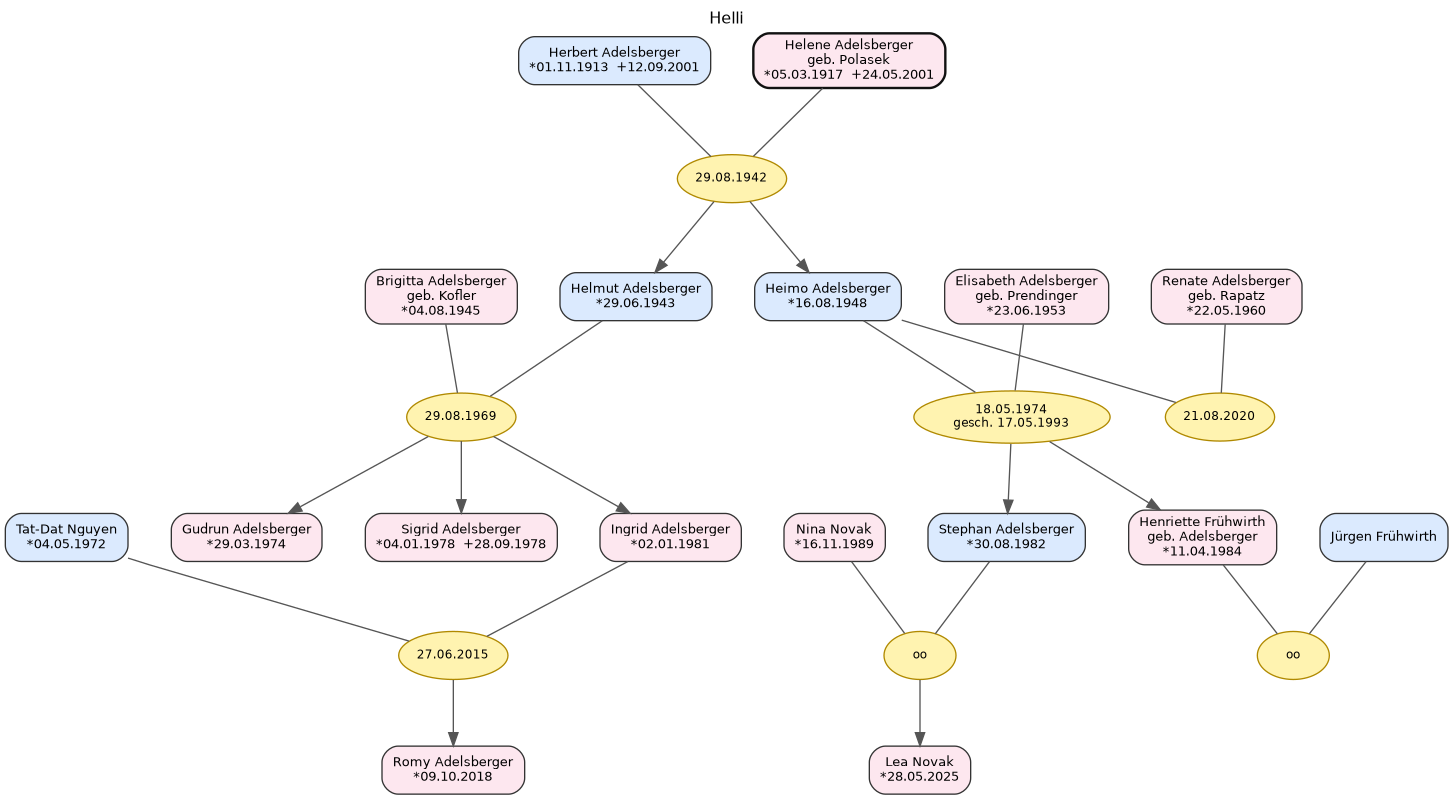 Helli
Herbert Adelsberger
*01.11.1913  +12.09.2001
Helene Adelsberger
geb. Polasek
*05.03.1917  +24.05.2001
29.08.1942
Brigitta Adelsberger
geb. Kofler
*04.08.1945
Helmut Adelsberger
*29.06.1943
Heimo Adelsberger
*16.08.1948
Elisabeth Adelsberger
geb. Prendinger
*23.06.1953
Renate Adelsberger
geb. Rapatz
*22.05.1960
29.08.1969
18.05.1974
gesch. 17.05.1993
21.08.2020
Tat-Dat Nguyen
*04.05.1972
Gudrun Adelsberger
*29.03.1974
Sigrid Adelsberger
*04.01.1978  +28.09.1978
Ingrid Adelsberger
*02.01.1981
Nina Novak
*16.11.1989
Stephan Adelsberger
*30.08.1982
Henriette Frühwirth
geb. Adelsberger
*11.04.1984
Jürgen Frühwirth
27.06.2015
oo
oo
Romy Adelsberger
*09.10.2018
Lea Novak
*28.05.2025